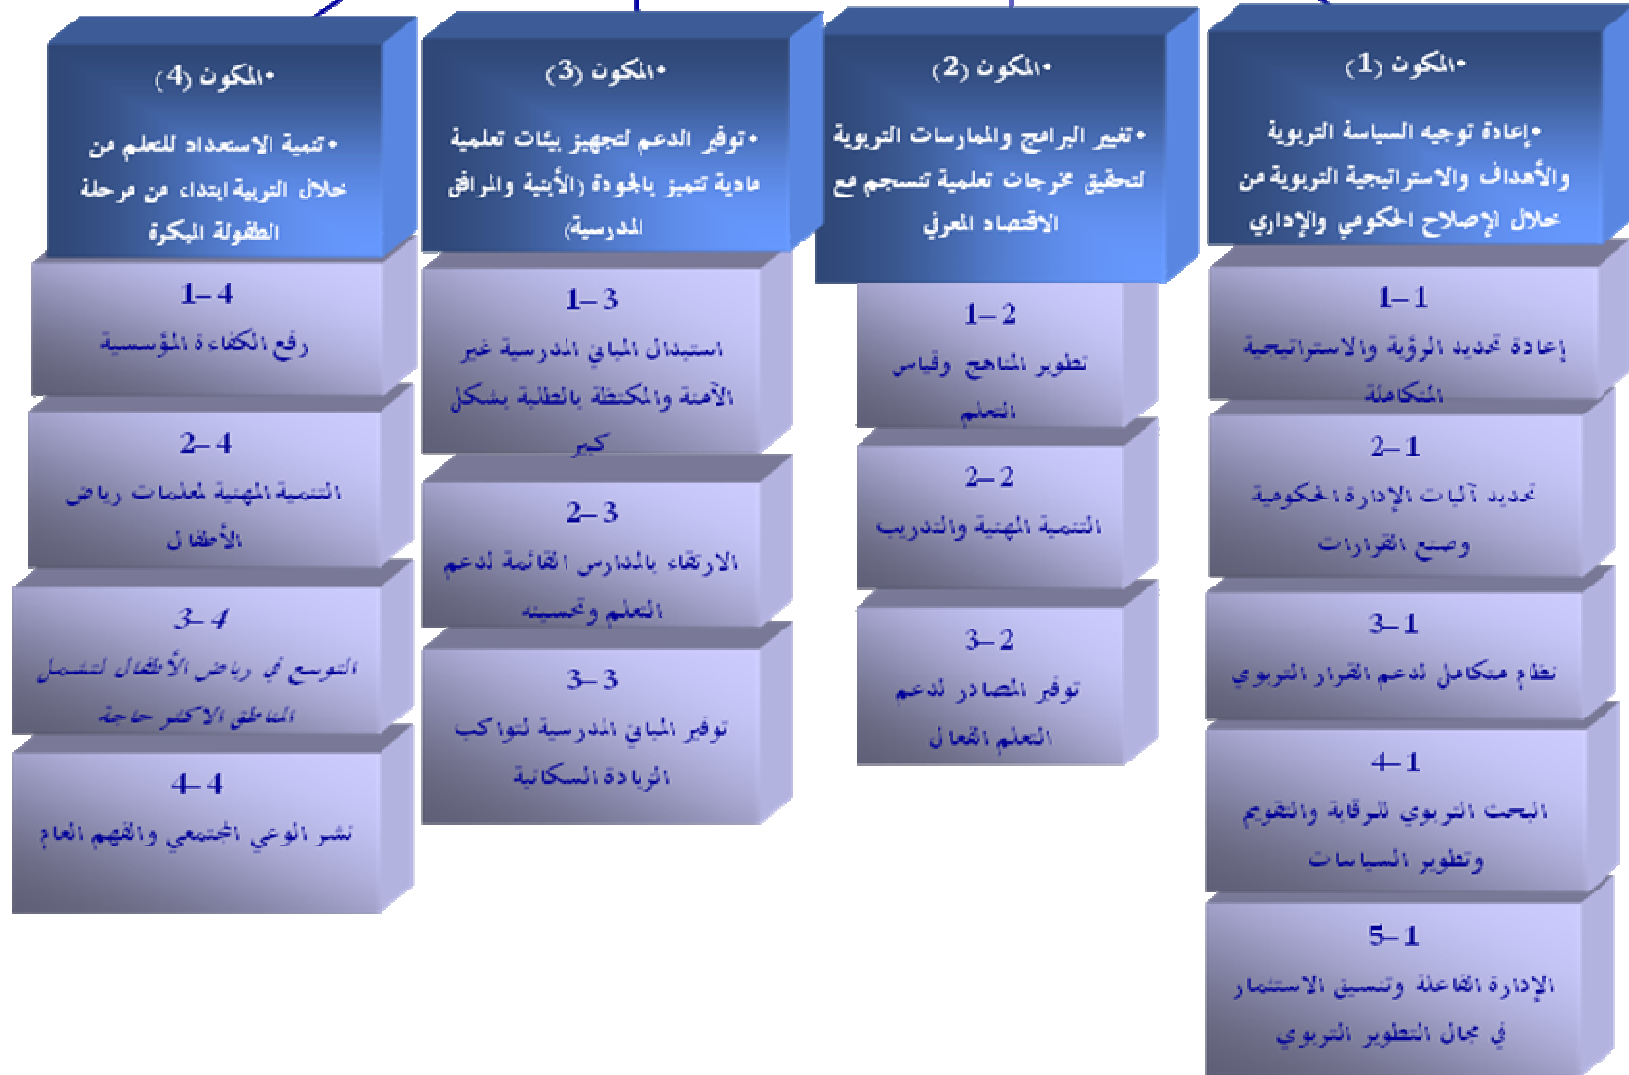 •المكون (1)
•إعادة توجيه السياسة التربوية
والأهداف والاستراتيجية التربوية من
خلال الإصلاح الحكومي والإداري
1–1
إعادة تحديد الرؤية والاستراتيجية
المتكاملة
2–1
تحديد آليات الإدارة الحكومية
وصنع القرارات
3–1
نظام متكامل لدعم القرار التربوي
4–1
البحث التربوي للرقابة والتقويم
وتطوير السياسات
5–1
الإدارة الفاعلة وتنسيق الاستثمار
في مجال التطوير التربوي
•المكون (2)
•تغيير البرامج والممارسات التربوية
لتحقيق مخرجات تعلمية تنسجم مع
الاقتصاد المعرفي
1–2
تطوير المناهج وقياس
التعلم
2–2
التنمية المهنية والتدريب
3–2
توفير المصادر لدعم
التعلم الفعال
•المكون (3)
•توفير الدعم لتجهيز بيئات تعلمية
مادية تتميز بالجودة (الأبنية والمرافق
المدرسية)
1–3
استبدال المباني المدرسية غير
الآمنة والمكتظة بالطلبة بشكل
كبير
2–3
الارتقاء بالمدارس القائمة لدعم
التعلم وتحسينه
3–3
توفير المباني المدرسية لتواكب
الزيادة السكانية
•المكون (4)
•تنمية الاستعداد للتعلم من
خلال التربية ابتداء من مرحلة
الطفولة المبكرة
1–4
رفع الكفاءة المؤسسية
2–4
التنمية المهنية لمعلمات رياض
الأطفال
3–4
التوسع في رياض الأطفال لتشمل
المناطق الاكثر حاجة
4–4
نشر الوعي المجتمعي والفهم العام